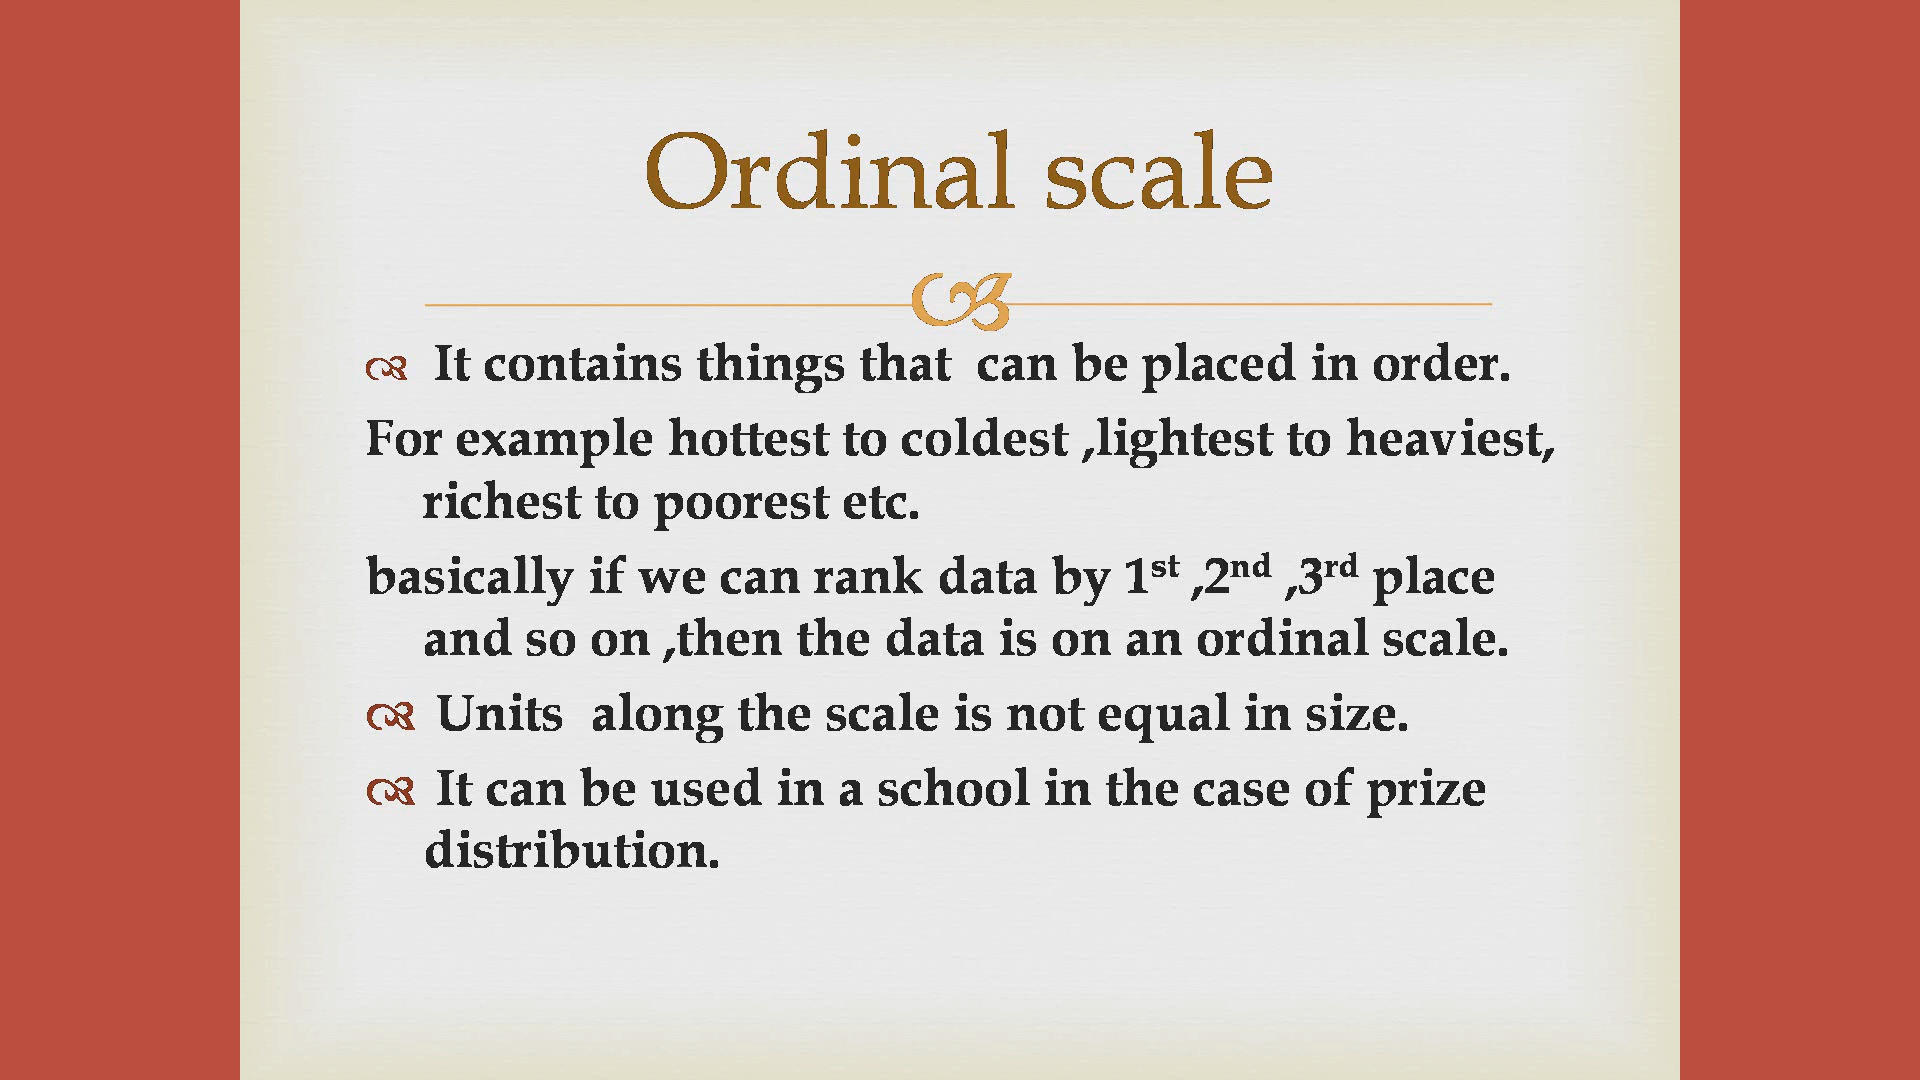 Ordinal scale
It contains things that can be placed in order.
For example hottest to coldest ,lightest to heaviest,
richest to poorest etc.
basically if we can rank data by 1st ,2nd ,3rd place
and so on ,then the data is on an ordinal scale.
Units along the scale is not equal in size.
It can be used in a school in the case of prize
distribution.